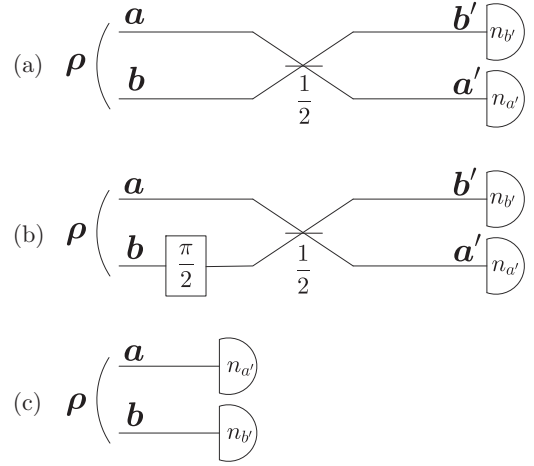 a
b′
n_{b′}
(a) ρ
b
a′
n_{a′}
1/2
a
b′
n_{b′}
(b) ρ
b
π/2
a′
n_{a′}
1/2
a
n_{a′}
(c) ρ
b
n_{b′}